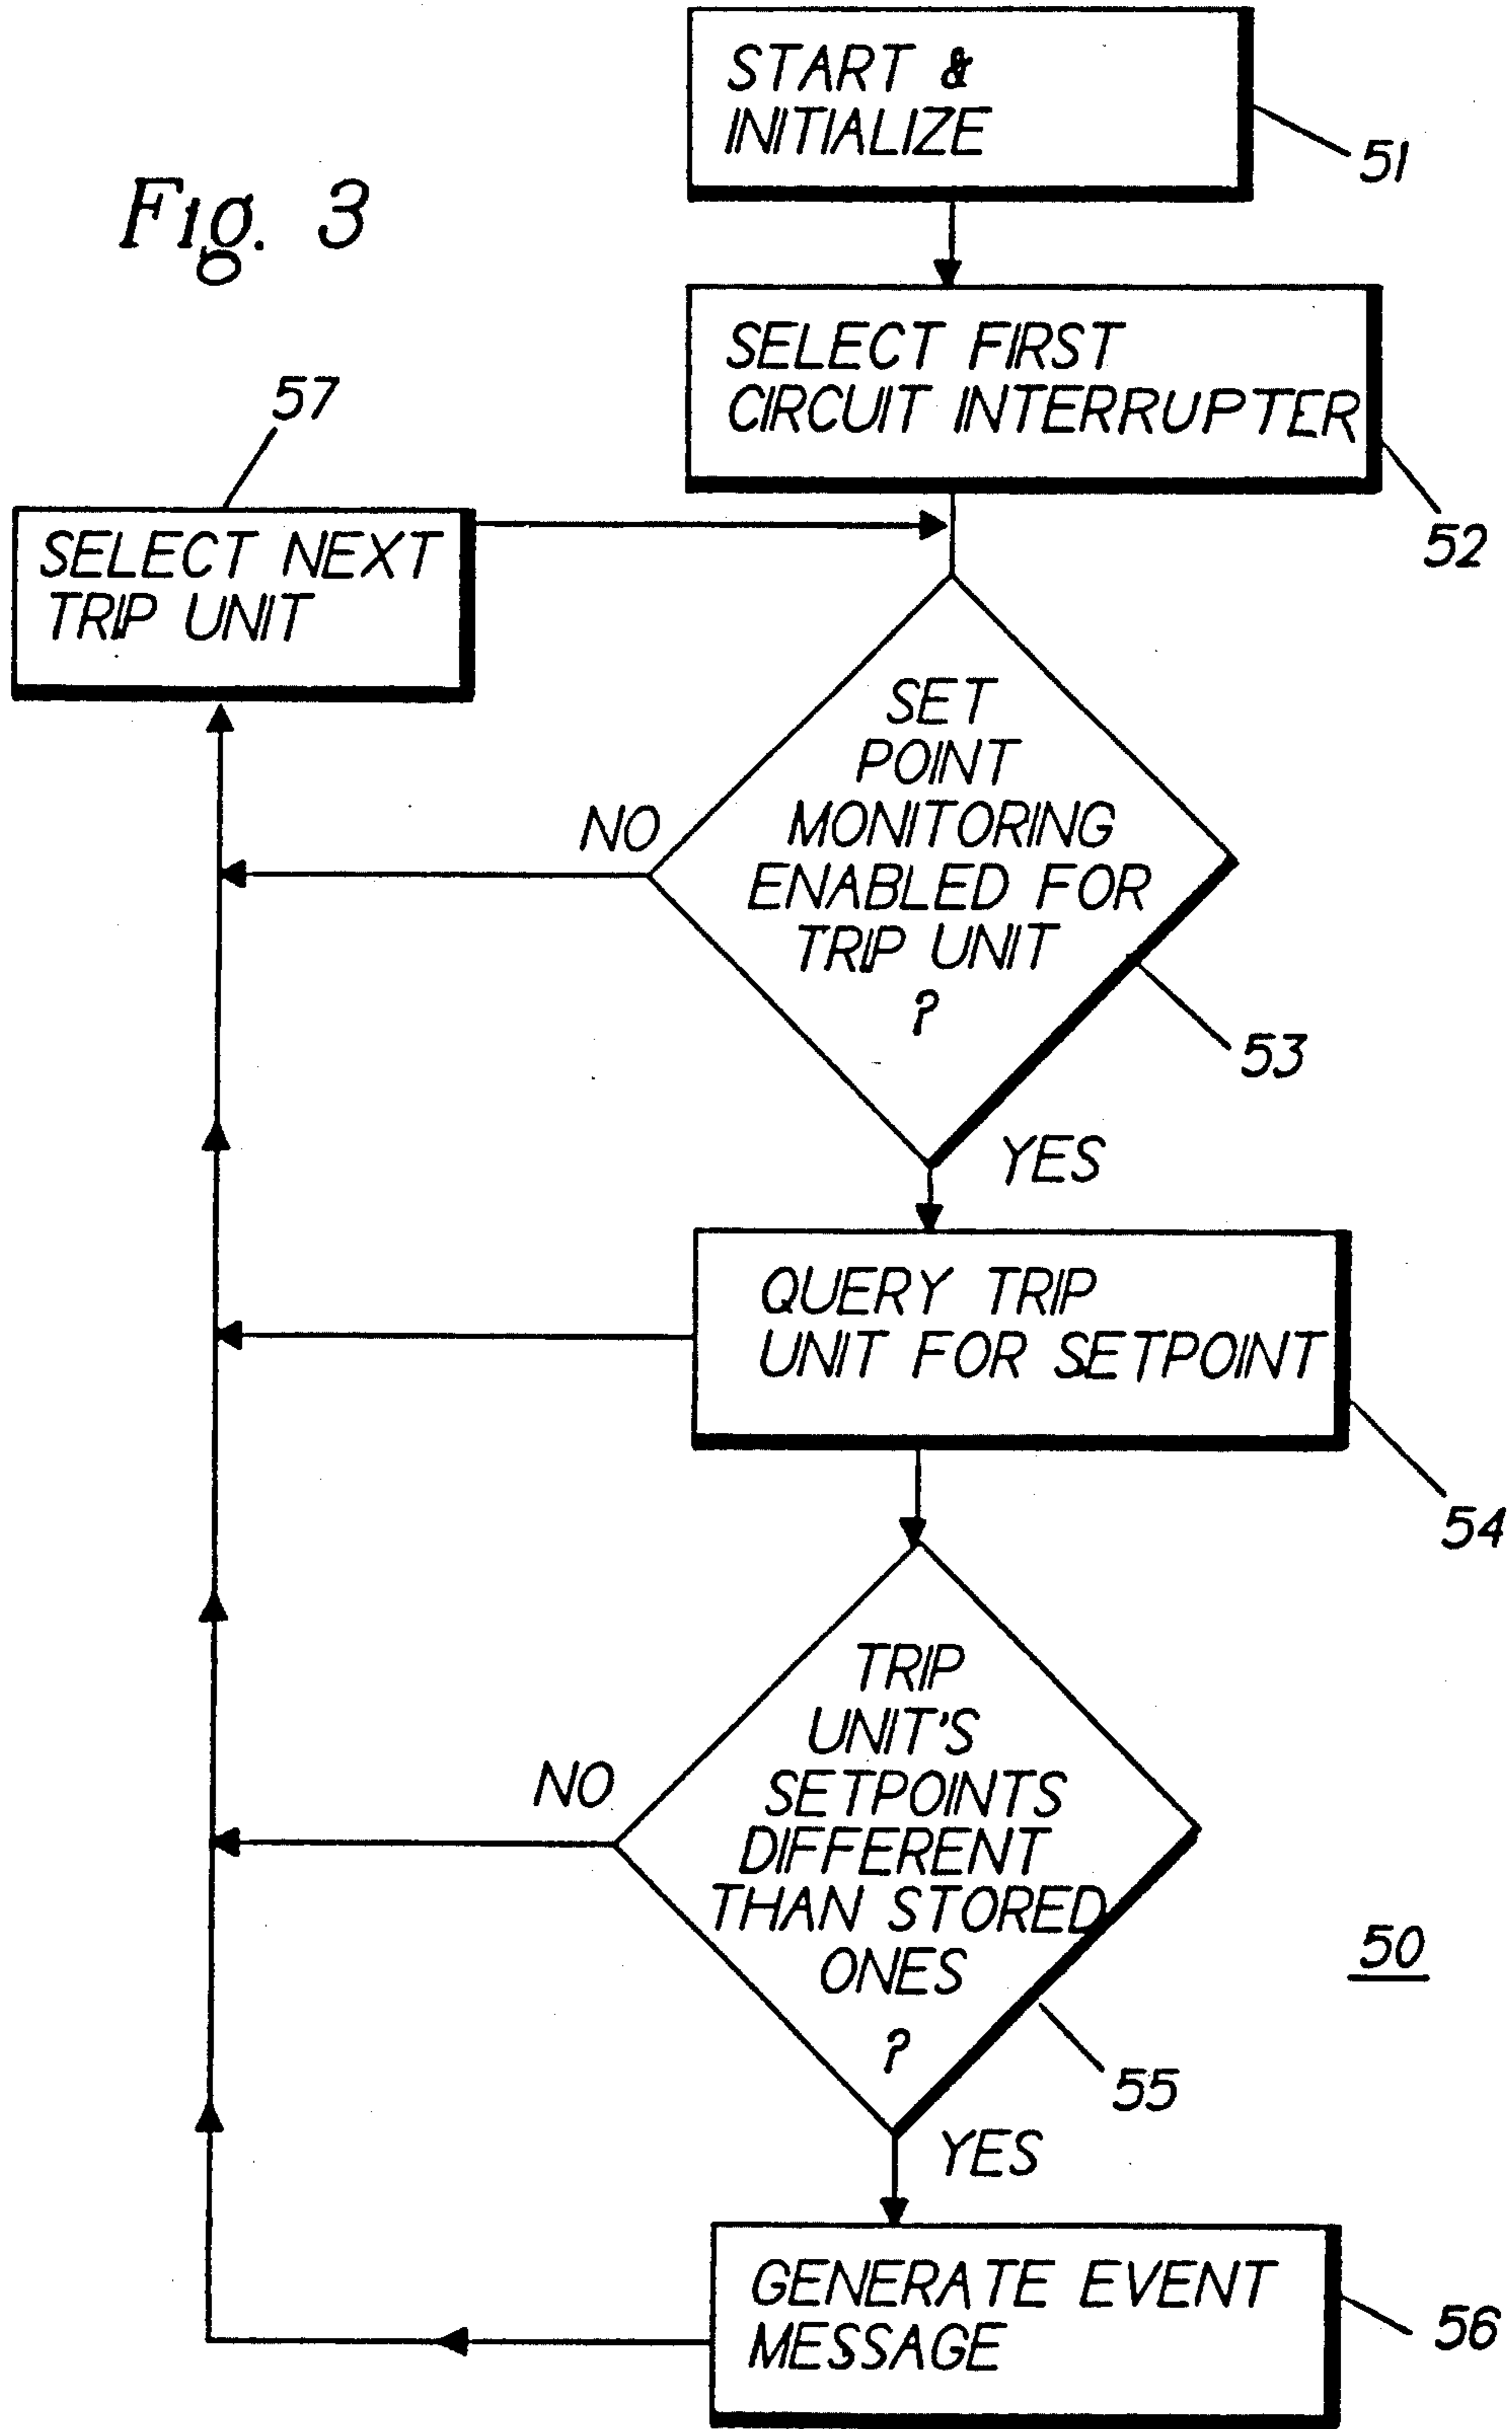 START &
INITIALIZE
51
Fig. 3
SELECT FIRST
CIRCUIT INTERRUPTER
52
57
SELECT NEXT
TRIP UNIT
SET
POINT
MONITORING
ENABLED FOR
TRIP UNIT
?
NO
53
YES
QUERY TRIP
UNIT FOR SETPOINT
54
TRIP
UNIT'S
SETPOINTS
DIFFERENT
THAN STORED
ONES
?
NO
50
55
YES
GENERATE EVENT
MESSAGE
56